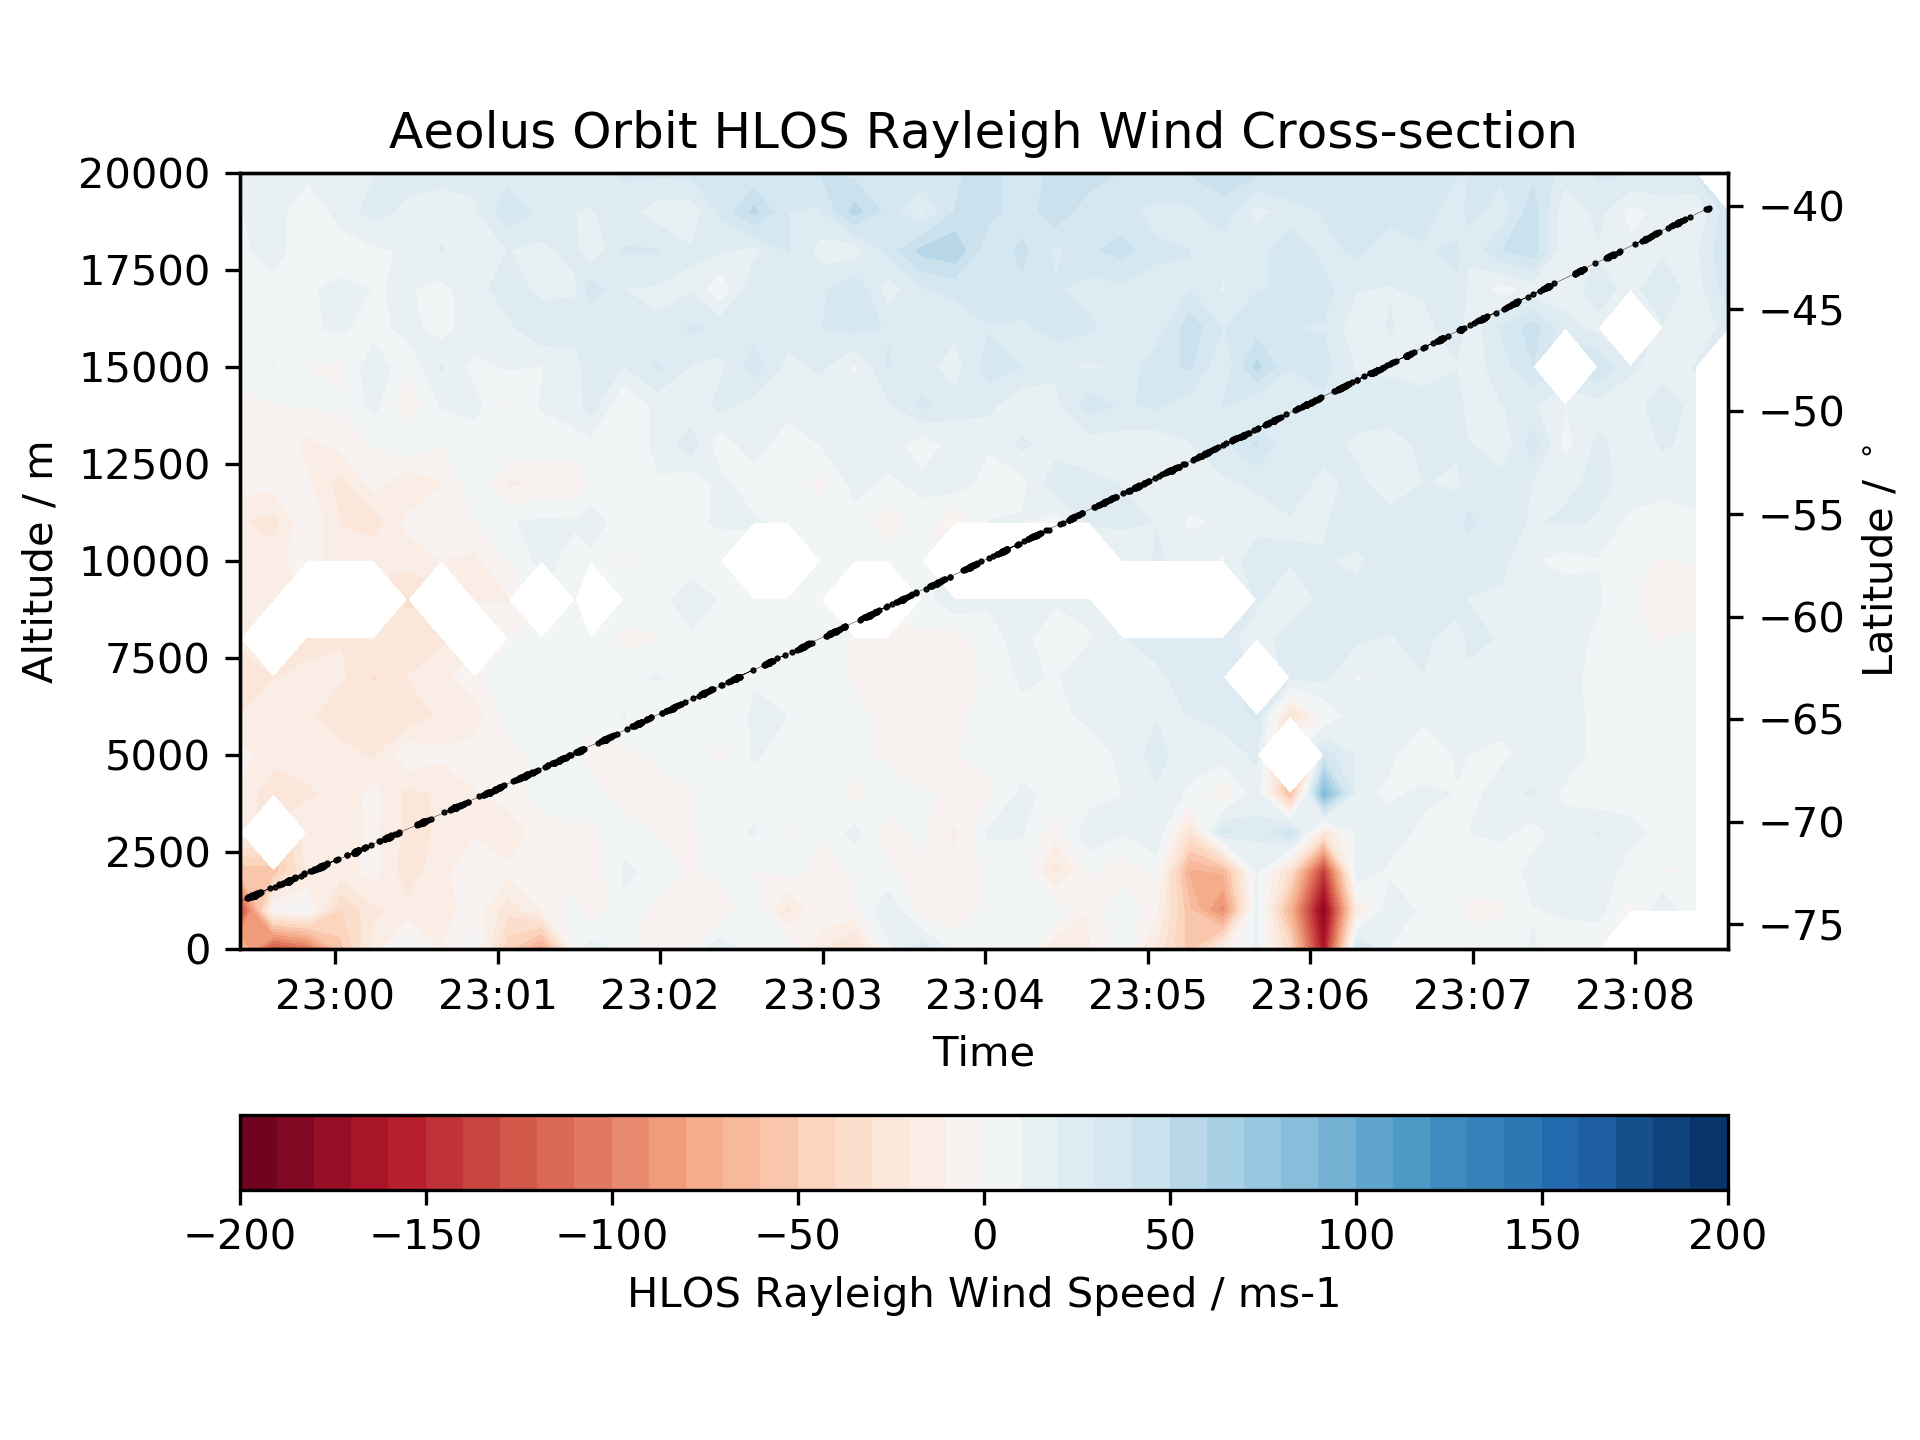 Aeolus Orbit HLOS Rayleigh Wind Cross-section
20000
17500
15000
12500
10000
7500
5000
2500
0
Altitude / m
−40
−45
−50
−55
−60
−65
−70
−75
Latitude / °
23:00 23:01 23:02 23:03 23:04 23:05 23:06 23:07 23:08
Time
−200 −150 −100 −50 0 50 100 150 200
HLOS Rayleigh Wind Speed / ms-1